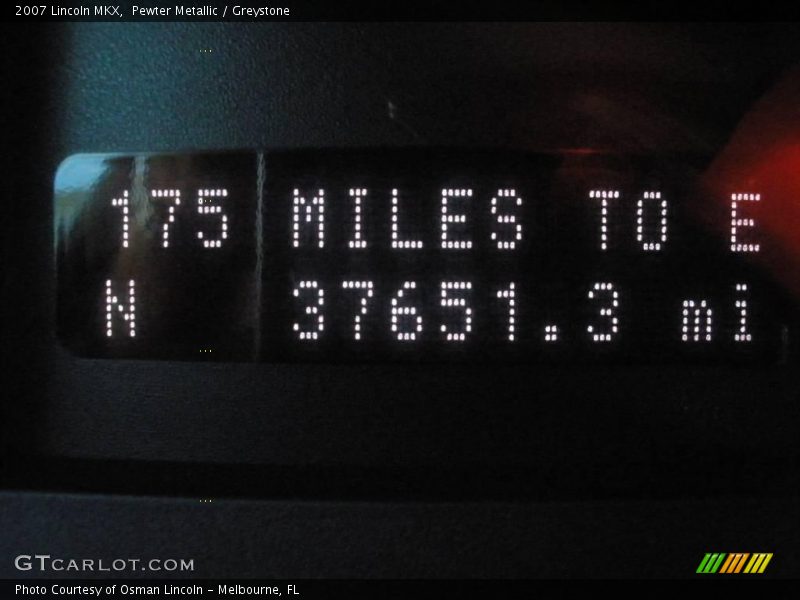 2007 Lincoln MKX,  Pewter Metallic / Greystone
175 MILES TO E
N 37651.3 mi
GTCARLOT.COM
Photo Courtesy of Osman Lincoln – Melbourne, FL